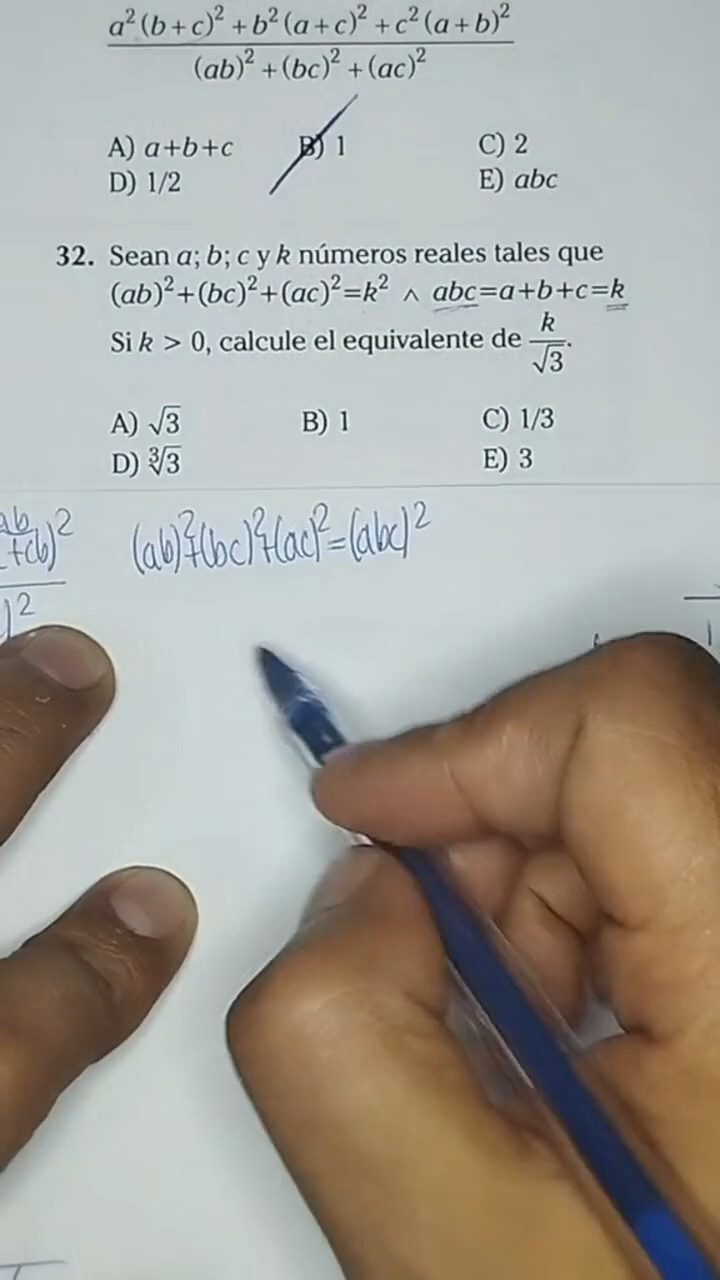 a²(b+c)²+b²(a+c)²+c²(a+b)²
(ab)²+(bc)²+(ac)²
A) a+b+c B) 1 C) 2
D) 1/2 E) abc
32. Sean a; b; c y k números reales tales que
(ab)²+(bc)²+(ac)²=k² ∧ abc=a+b+c=k
Si k > 0, calcule el equivalente de k/√3.
A) √3 B) 1 C) 1/3
D) ∛3 E) 3
(ab)²+(bc)²+(ac)²=(abc)²